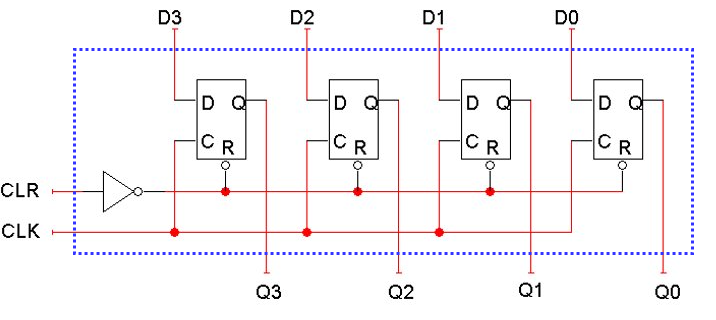 D3 D2 D1 D0
D Q D Q D Q D Q
C R C R C R C R
CLR
CLK
Q3 Q2 Q1 Q0